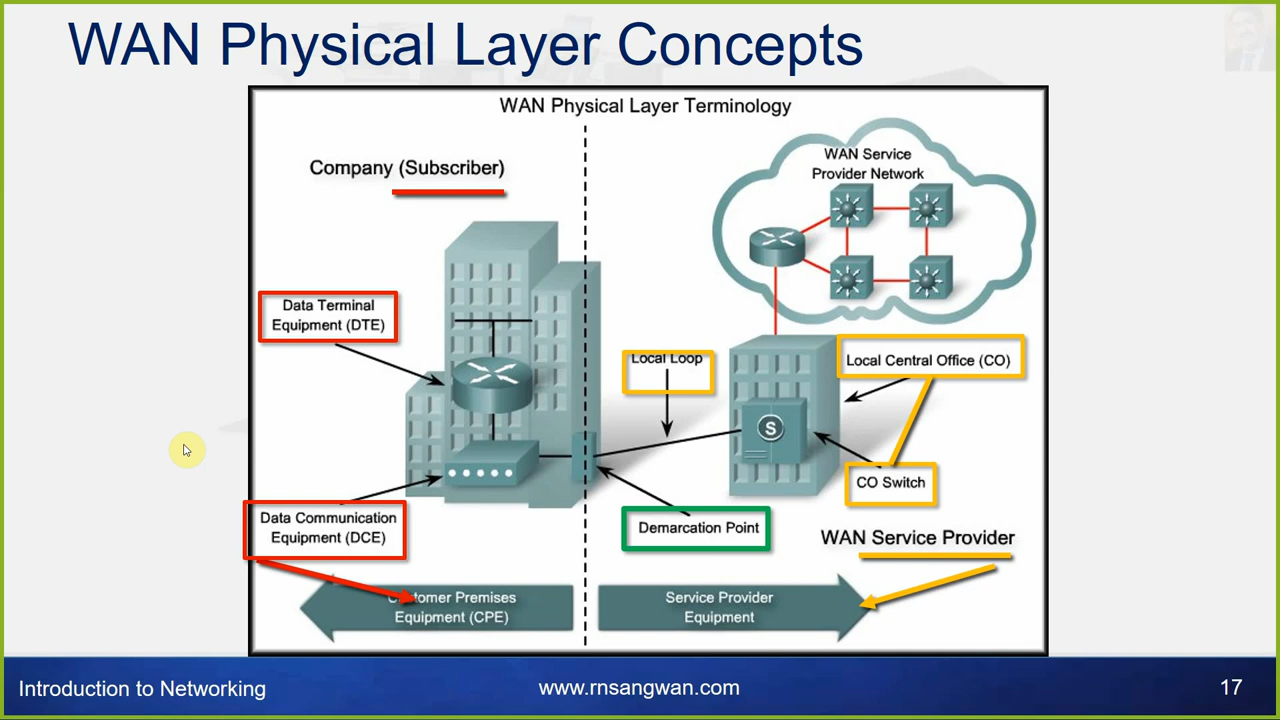 WAN Physical Layer Concepts
WAN Physical Layer Terminology
Company (Subscriber)
WAN Service
Provider Network
Data Terminal
Equipment (DTE)
Local Loop
Local Central Office (CO)
S
CO Switch
Data Communication
Equipment (DCE)
Demarcation Point
WAN Service Provider
Customer Premises
Equipment (CPE)
Service Provider
Equipment
Introduction to Networking
www.rnsangwan.com
17